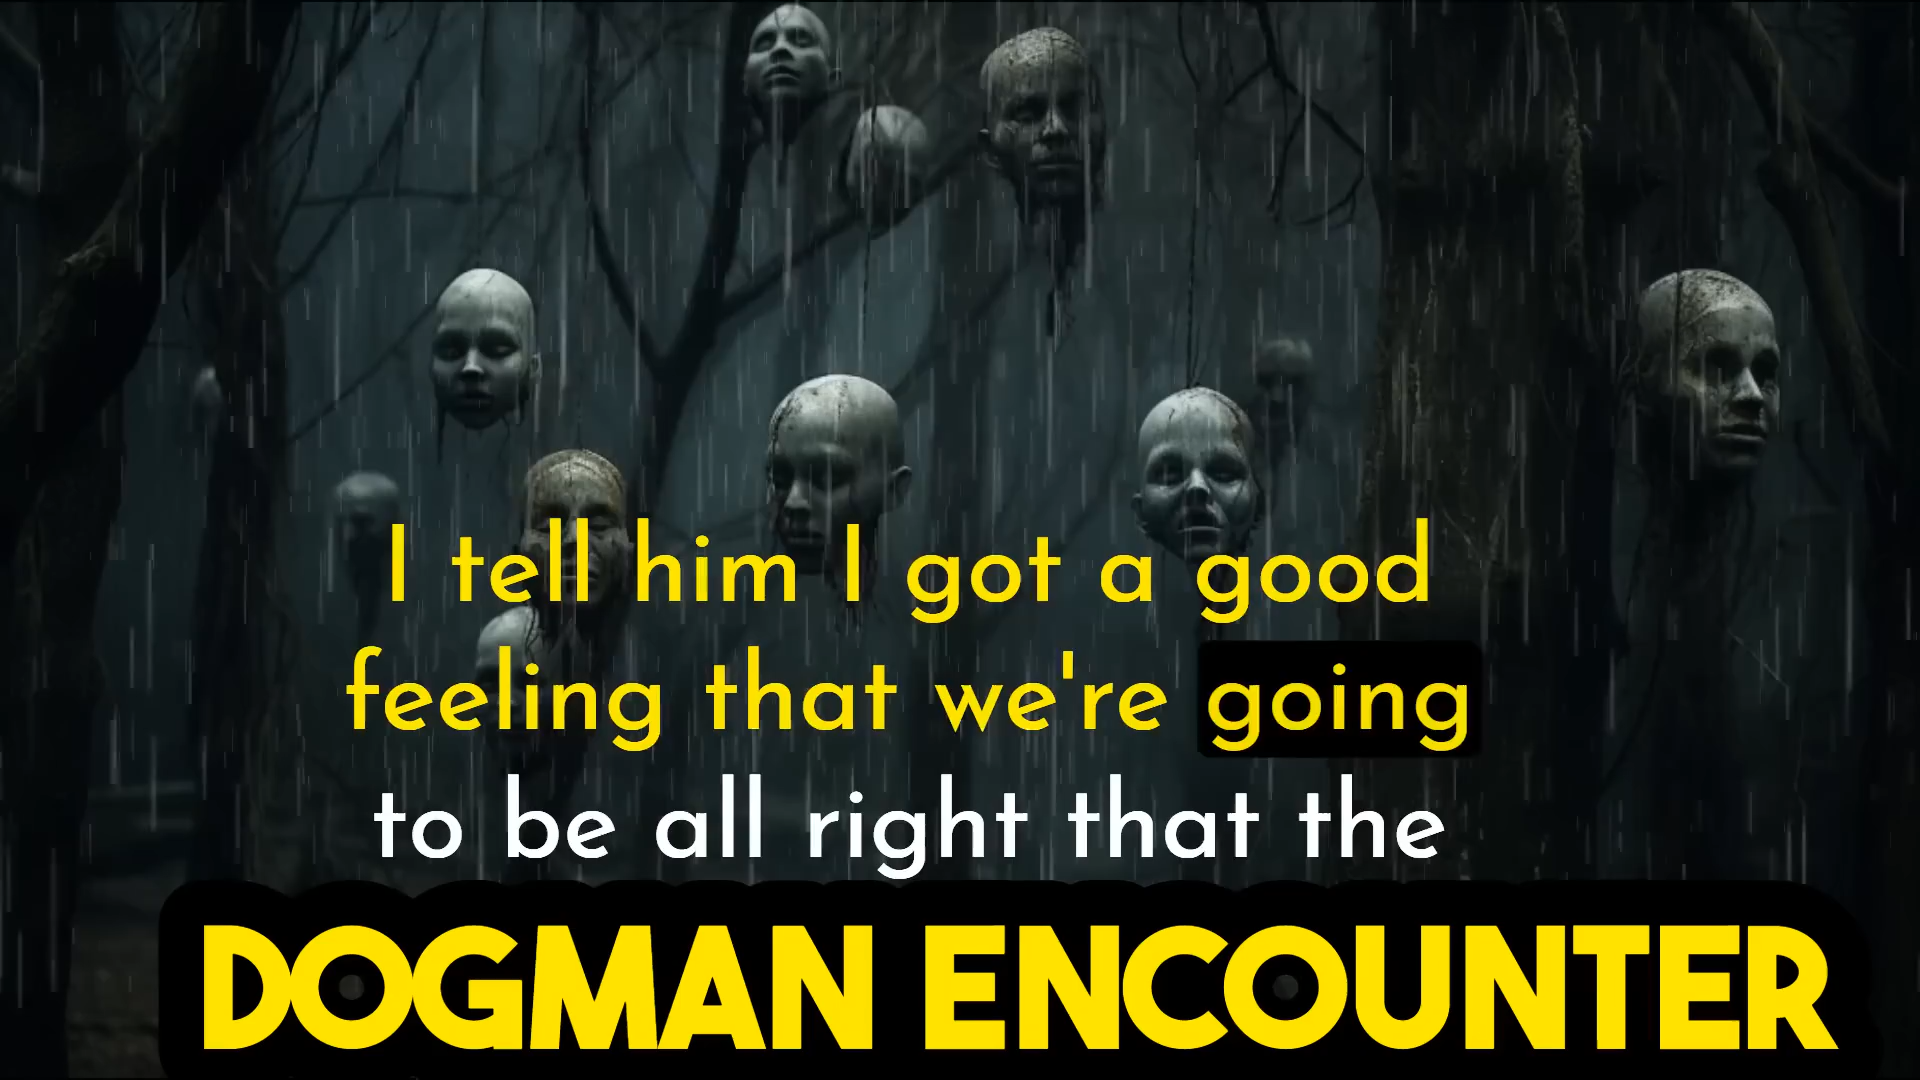 I tell him I got a good
feeling that we're going
to be all right that the
DOGMAN ENCOUNTER